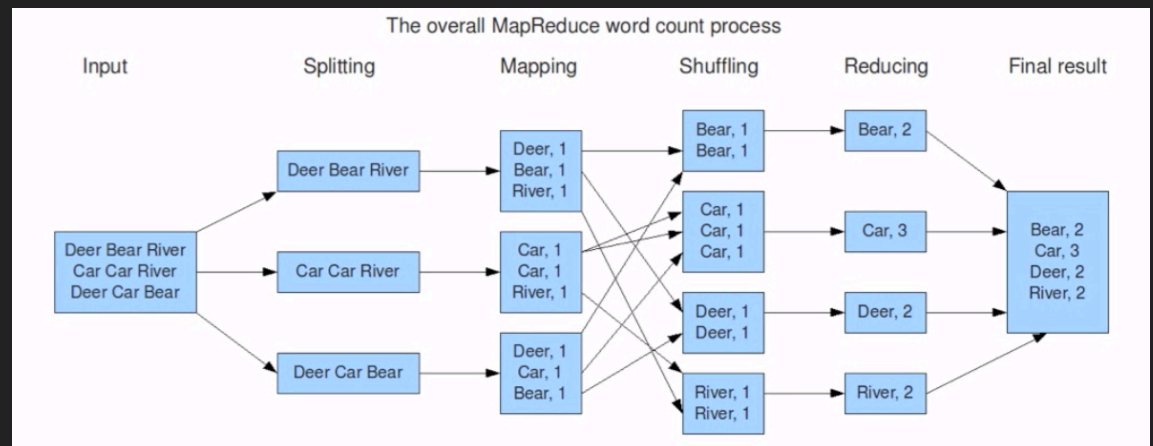 The overall MapReduce word count process
Input
Splitting
Mapping
Shuffling
Reducing
Final result
Deer Bear River
Car Car River
Deer Car Bear
Deer Bear River
Car Car River
Deer Car Bear
Deer, 1
Bear, 1
River, 1
Car, 1
Car, 1
River, 1
Deer, 1
Car, 1
Bear, 1
Bear, 1
Bear, 1
Car, 1
Car, 1
Car, 1
Deer, 1
Deer, 1
River, 1
River, 1
Bear, 2
Car, 3
Deer, 2
River, 2
Bear, 2
Car, 3
Deer, 2
River, 2